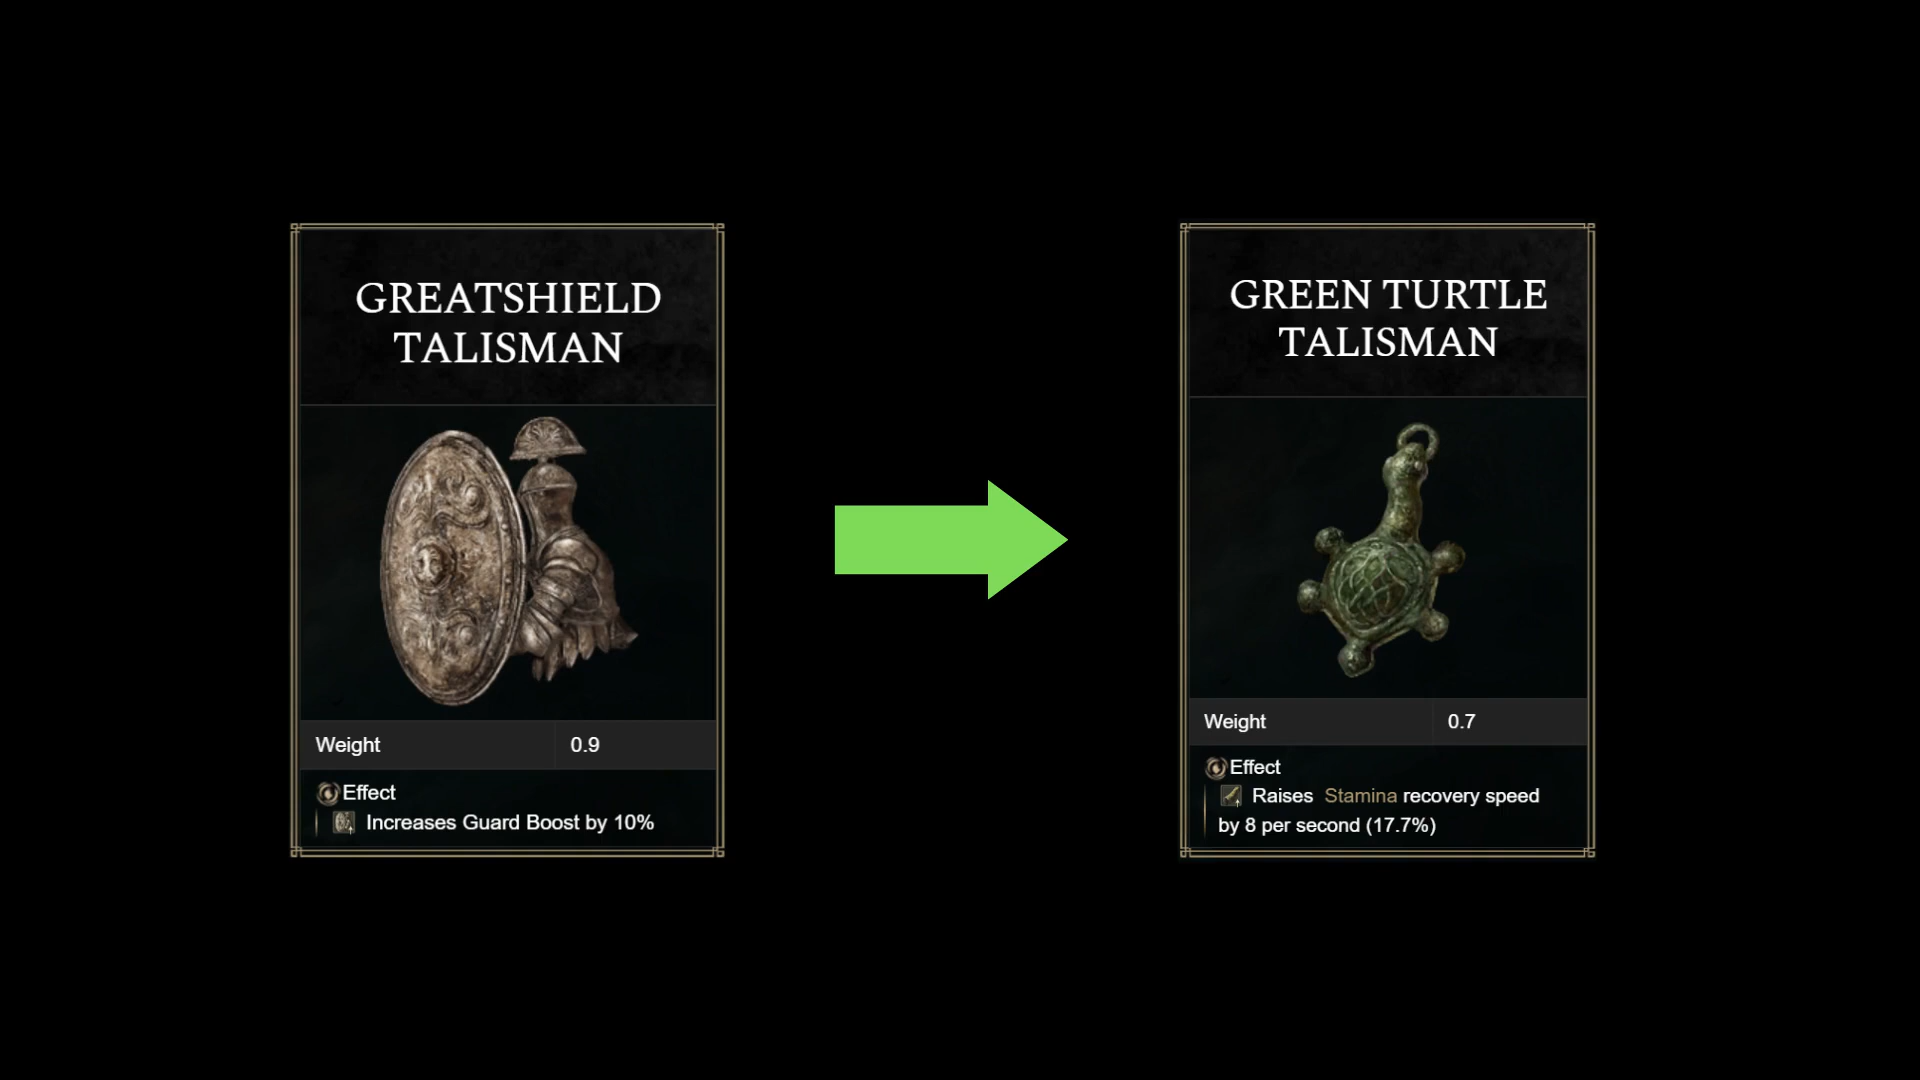 GREATSHIELD
TALISMAN
Weight 0.9
Effect
Increases Guard Boost by 10%
GREEN TURTLE
TALISMAN
Weight 0.7
Effect
Raises Stamina recovery speed
by 8 per second (17.7%)